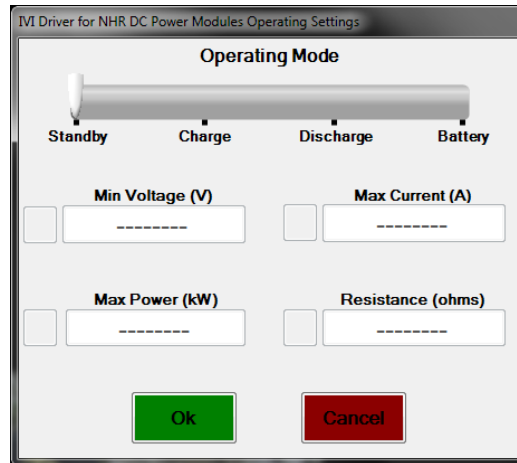 IVI Driver for NHR DC Power Modules Operating Settings
Operating Mode
Standby Charge Discharge Battery
Min Voltage (V) Max Current (A)
-------- --------
Max Power (kW) Resistance (ohms)
-------- --------
Ok Cancel